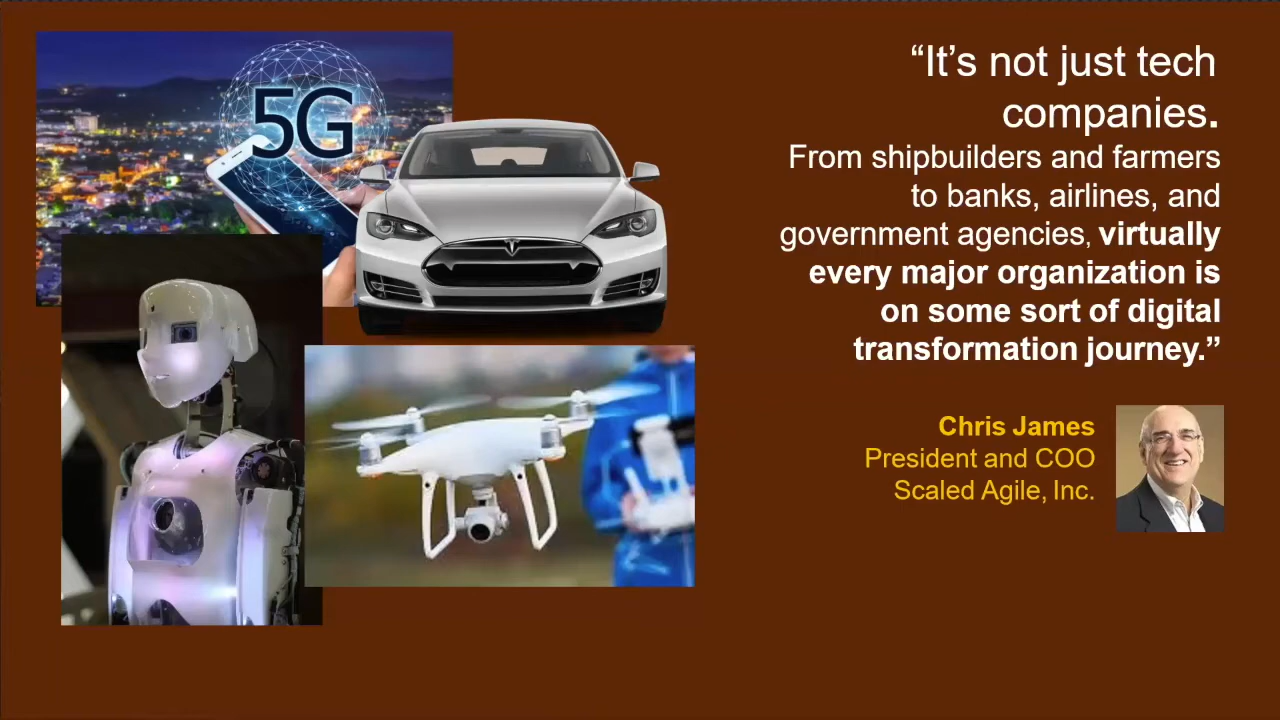 5G
“It’s not just tech
companies.
From shipbuilders and farmers
to banks, airlines, and
government agencies, virtually
every major organization is
on some sort of digital
transformation journey.”
Chris James
President and COO
Scaled Agile, Inc.